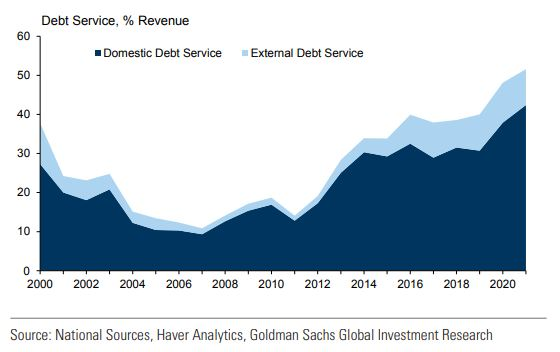 Debt Service, % Revenue
60
Domestic Debt Service External Debt Service
50
40
30
20
10
0
2000 2002 2004 2006 2008 2010 2012 2014 2016 2018 2020
Source: National Sources, Haver Analytics, Goldman Sachs Global Investment Research